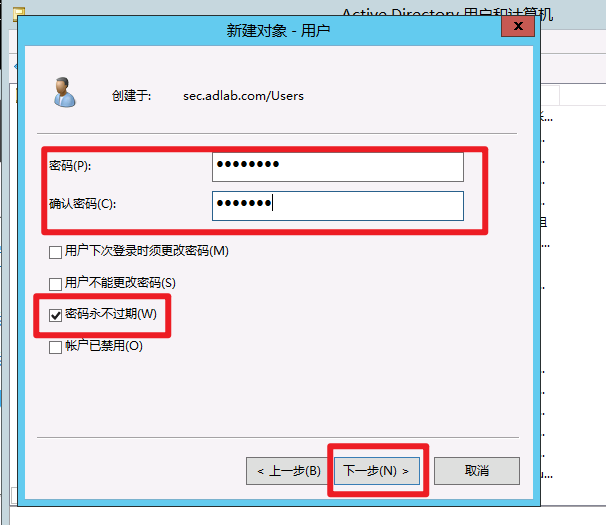 Active Directory 用户和计算机
新建对象 - 用户
x
创建于: sec.adlab.com/Users
密码(P): ●●●●●●●●
确认密码(C): ●●●●●●●
用户下次登录时须更改密码(M)
用户不能更改密码(S)
密码永不过期(W)
帐户已禁用(O)
< 上一步(B) 下一步(N) > 取消